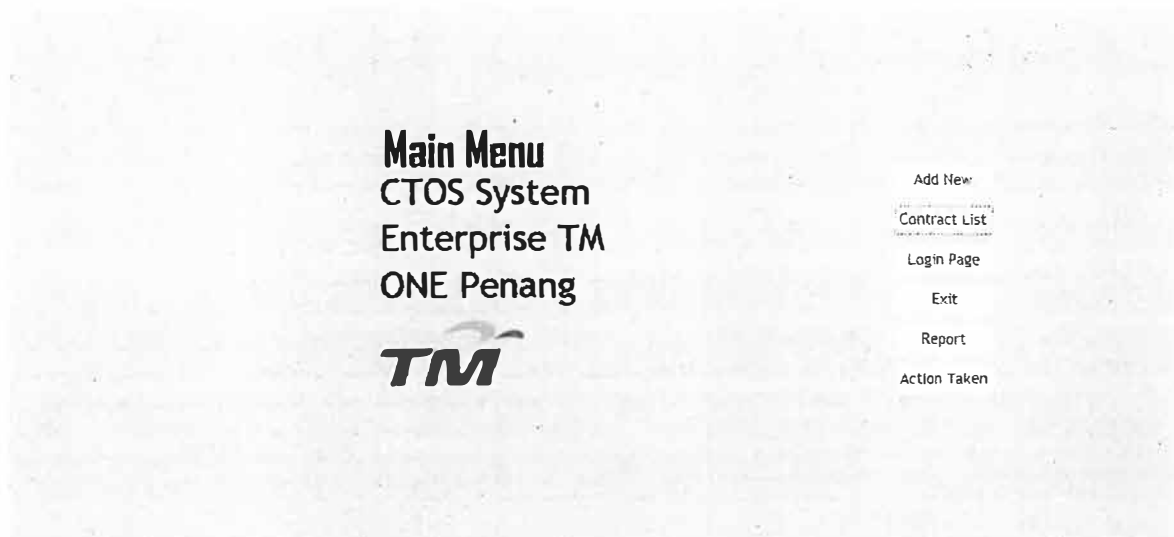 Main Menu
CTOS System
Enterprise TM
ONE Penang
TM
Add New
Contract List
Login Page
Exit
Report
Action Taken